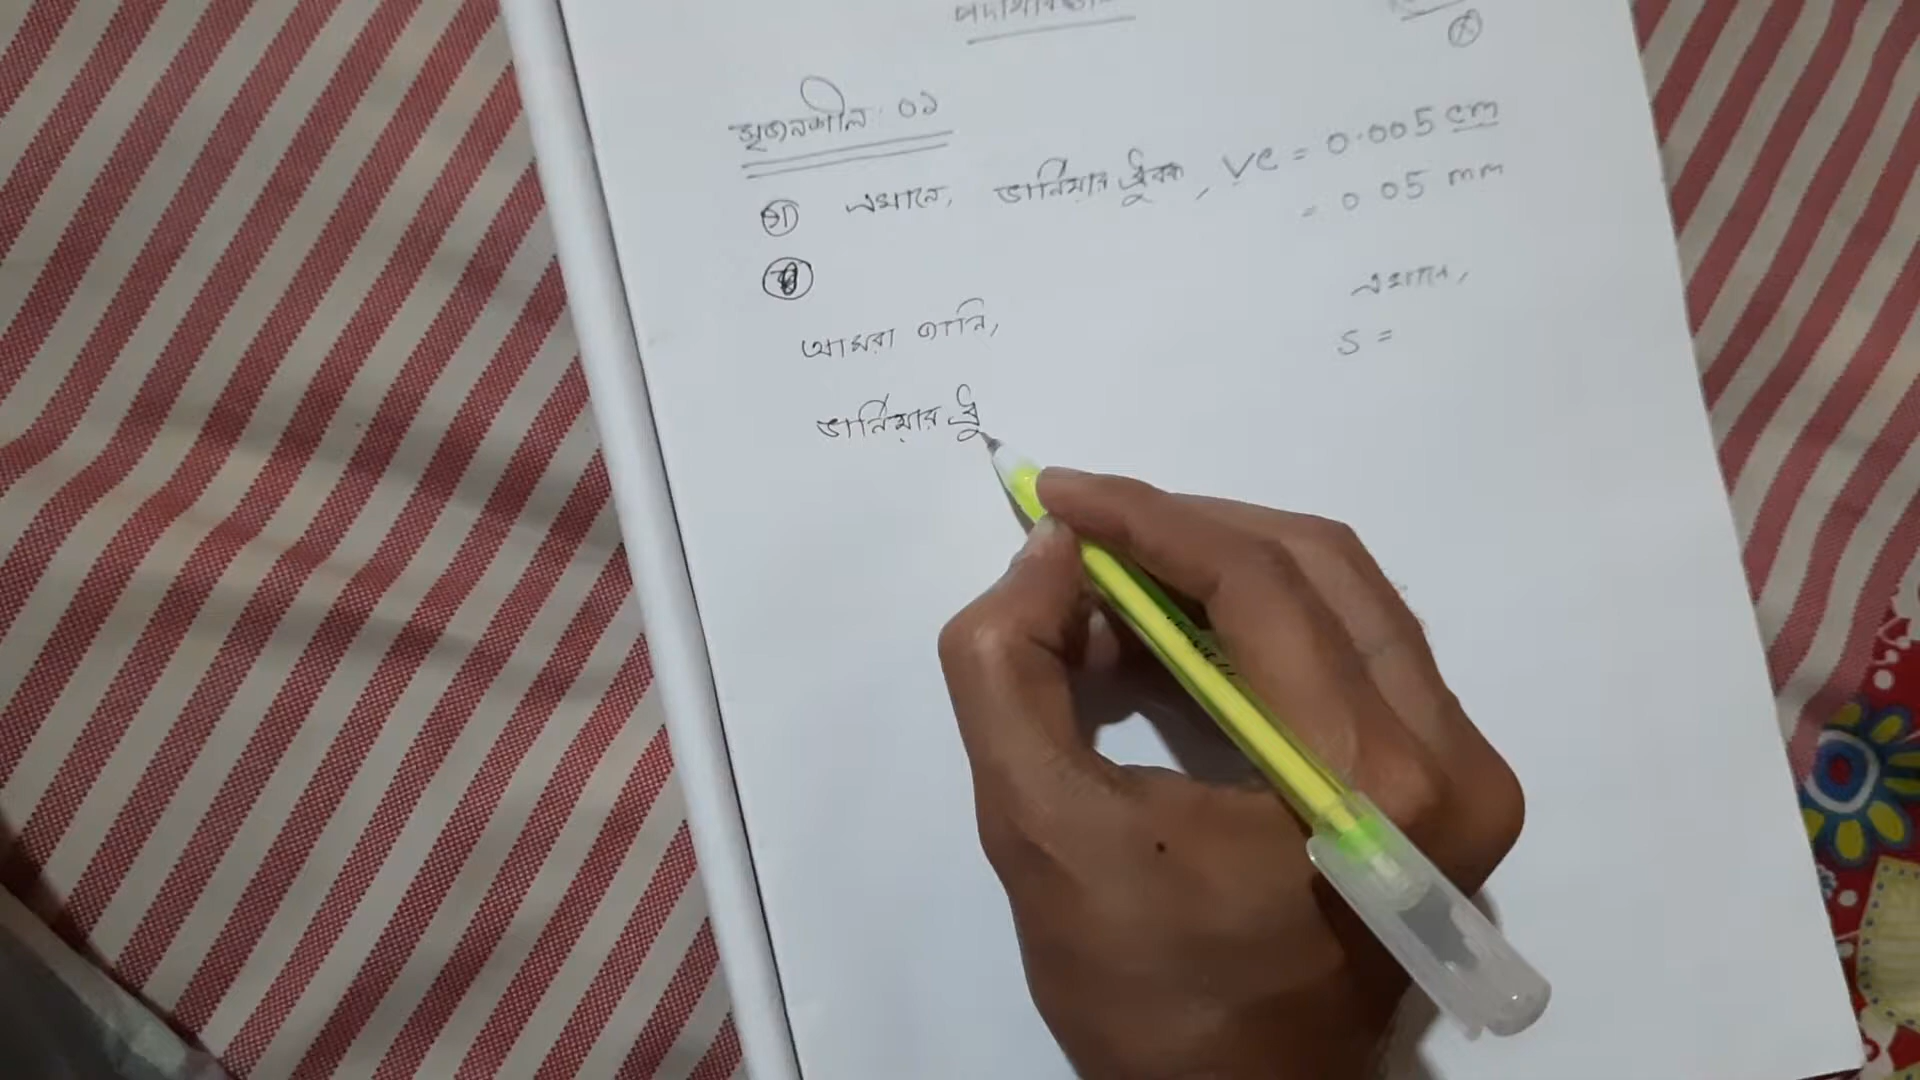 পদার্থবিজ্ঞান
সৃজনশীল: ০১
গ এখানে, ভার্নিয়ার ধ্রুবক, VC = 0.005 cm
= 0.05 mm
আমরা জানি,
এখানে,
S =
ভার্নিয়ার ধ্রু